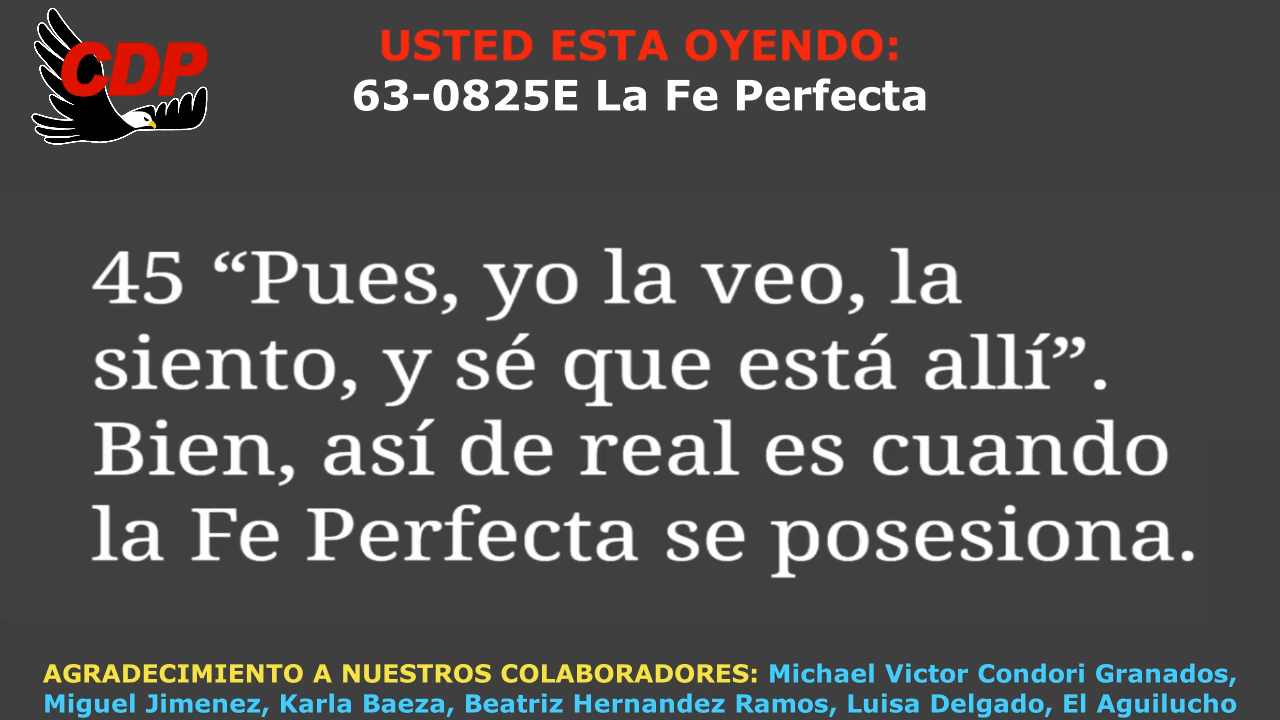 CDP
USTED ESTA OYENDO:
63-0825E La Fe Perfecta
45 “Pues, yo la veo, la
siento, y sé que está allí”.
Bien, así de real es cuando
la Fe Perfecta se posesiona.
AGRADECIMIENTO A NUESTROS COLABORADORES: Michael Victor Condori Granados,
Miguel Jimenez, Karla Baeza, Beatriz Hernandez Ramos, Luisa Delgado, El Aguilucho